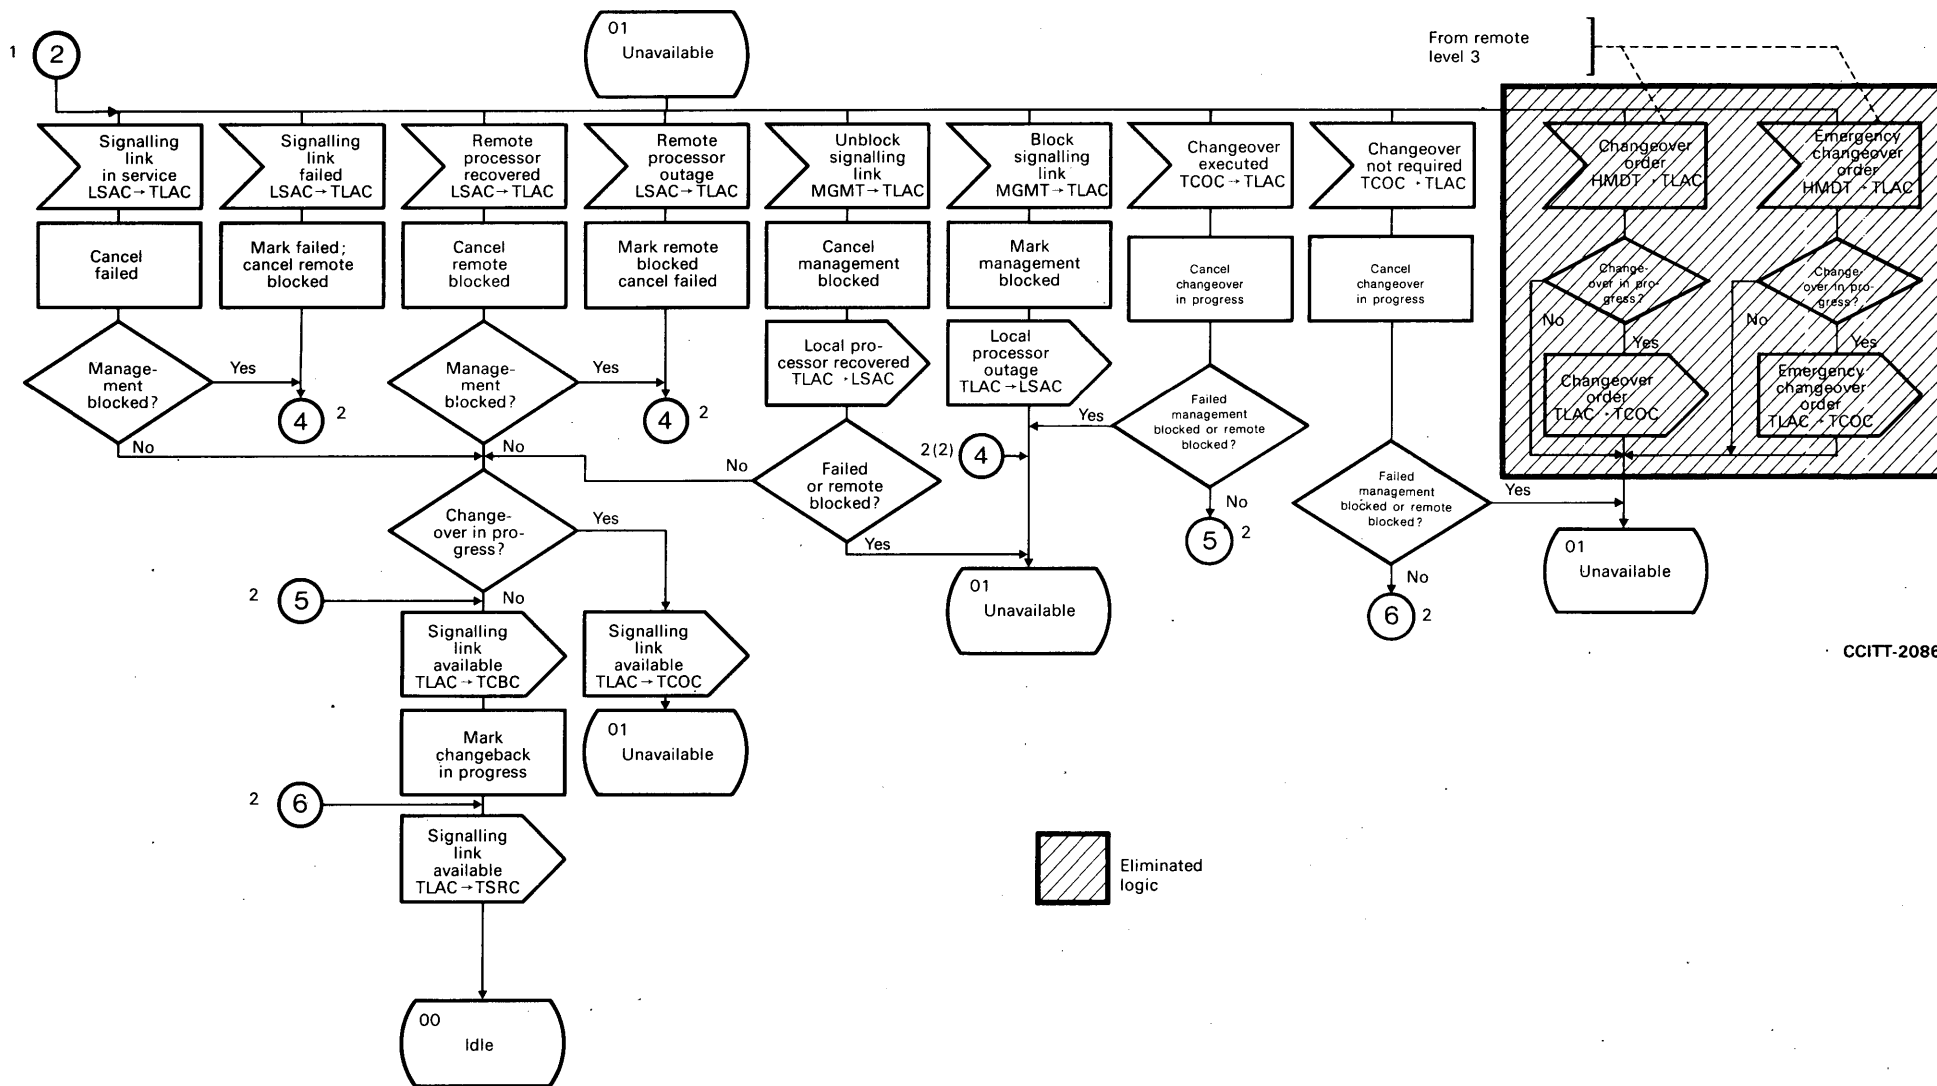 1
2
01
Unavailable
From remote
level 3
Signalling
link
in service
LSAC→TLAC
Signalling
link
failed
LSAC→TLAC
Remote
processor
recovered
LSAC→TLAC
Remote
processor
outage
LSAC→TLAC
Unblock
signalling
link
MGMT→TLAC
Block
signalling
link
MGMT→TLAC
Changeover
executed
TCOC→TLAC
Changeover
not required
TCOC→TLAC
Changeover
order
HMDT→TLAC
Emergency
changeover
order
HMDT→TLAC
Cancel
failed
Mark failed;
cancel remote
blocked
Cancel
remote
blocked
Mark remote
blocked
cancel failed
Cancel
management
blocked
Mark
management
blocked
Cancel
changeover
in progress
Cancel
changeover
in progress
Change-
over in pro-
gress?
No
Yes
Change-
over in pro-
gress?
No
Yes
Manage-
ment
blocked?
Yes
No
4
2
Manage-
ment
blocked?
Yes
No
4
2
Local pro-
cessor recovered
TLAC→LSAC
Local
processor
outage
TLAC→LSAC
Failed
management
blocked or remote
blocked?
Yes
No
5
2
Changeover
order
TLAC→TCOC
Emergency
changeover
order
TLAC→TCOC
Failed
or remote
blocked?
No
Yes
2(2)
4
Failed
management
blocked or remote
blocked?
Yes
No
6
2
Change-
over in pro-
gress?
Yes
No
2
5
01
Unavailable
01
Unavailable
Signalling
link
available
TLAC→TCBC
Signalling
link
available
TLAC→TCOC
CCITT-2086
Mark
changeback
in progress
01
Unavailable
2
6
Signalling
link
available
TLAC→TSRC
Eliminated
logic
00
Idle